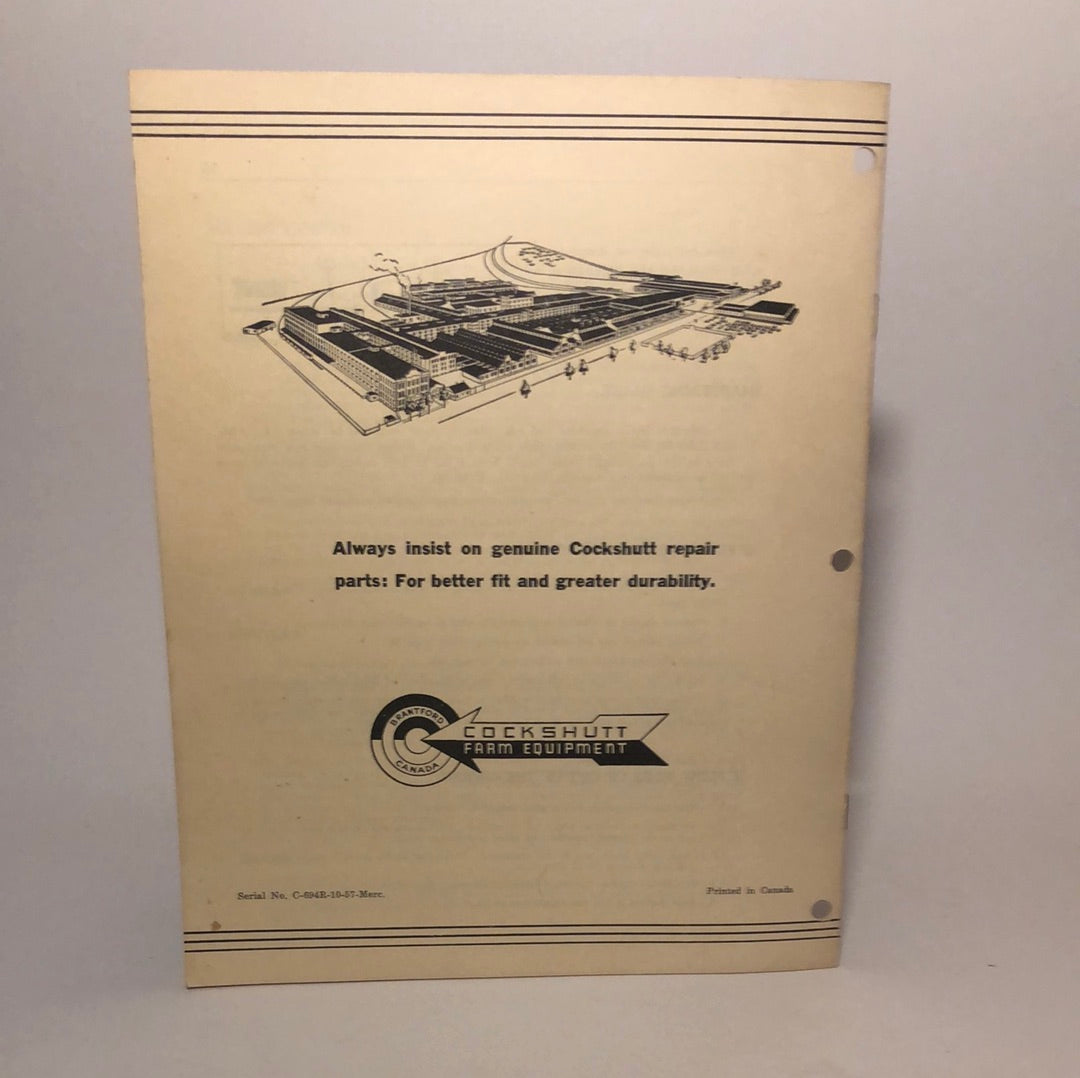 Always insist on genuine Cockshutt repair
parts: For better fit and greater durability.
BRANTFORD
CANADA
COCKSHUTT
FARM EQUIPMENT
Serial No. C-694R-10-57-Merc.
Printed in Canada